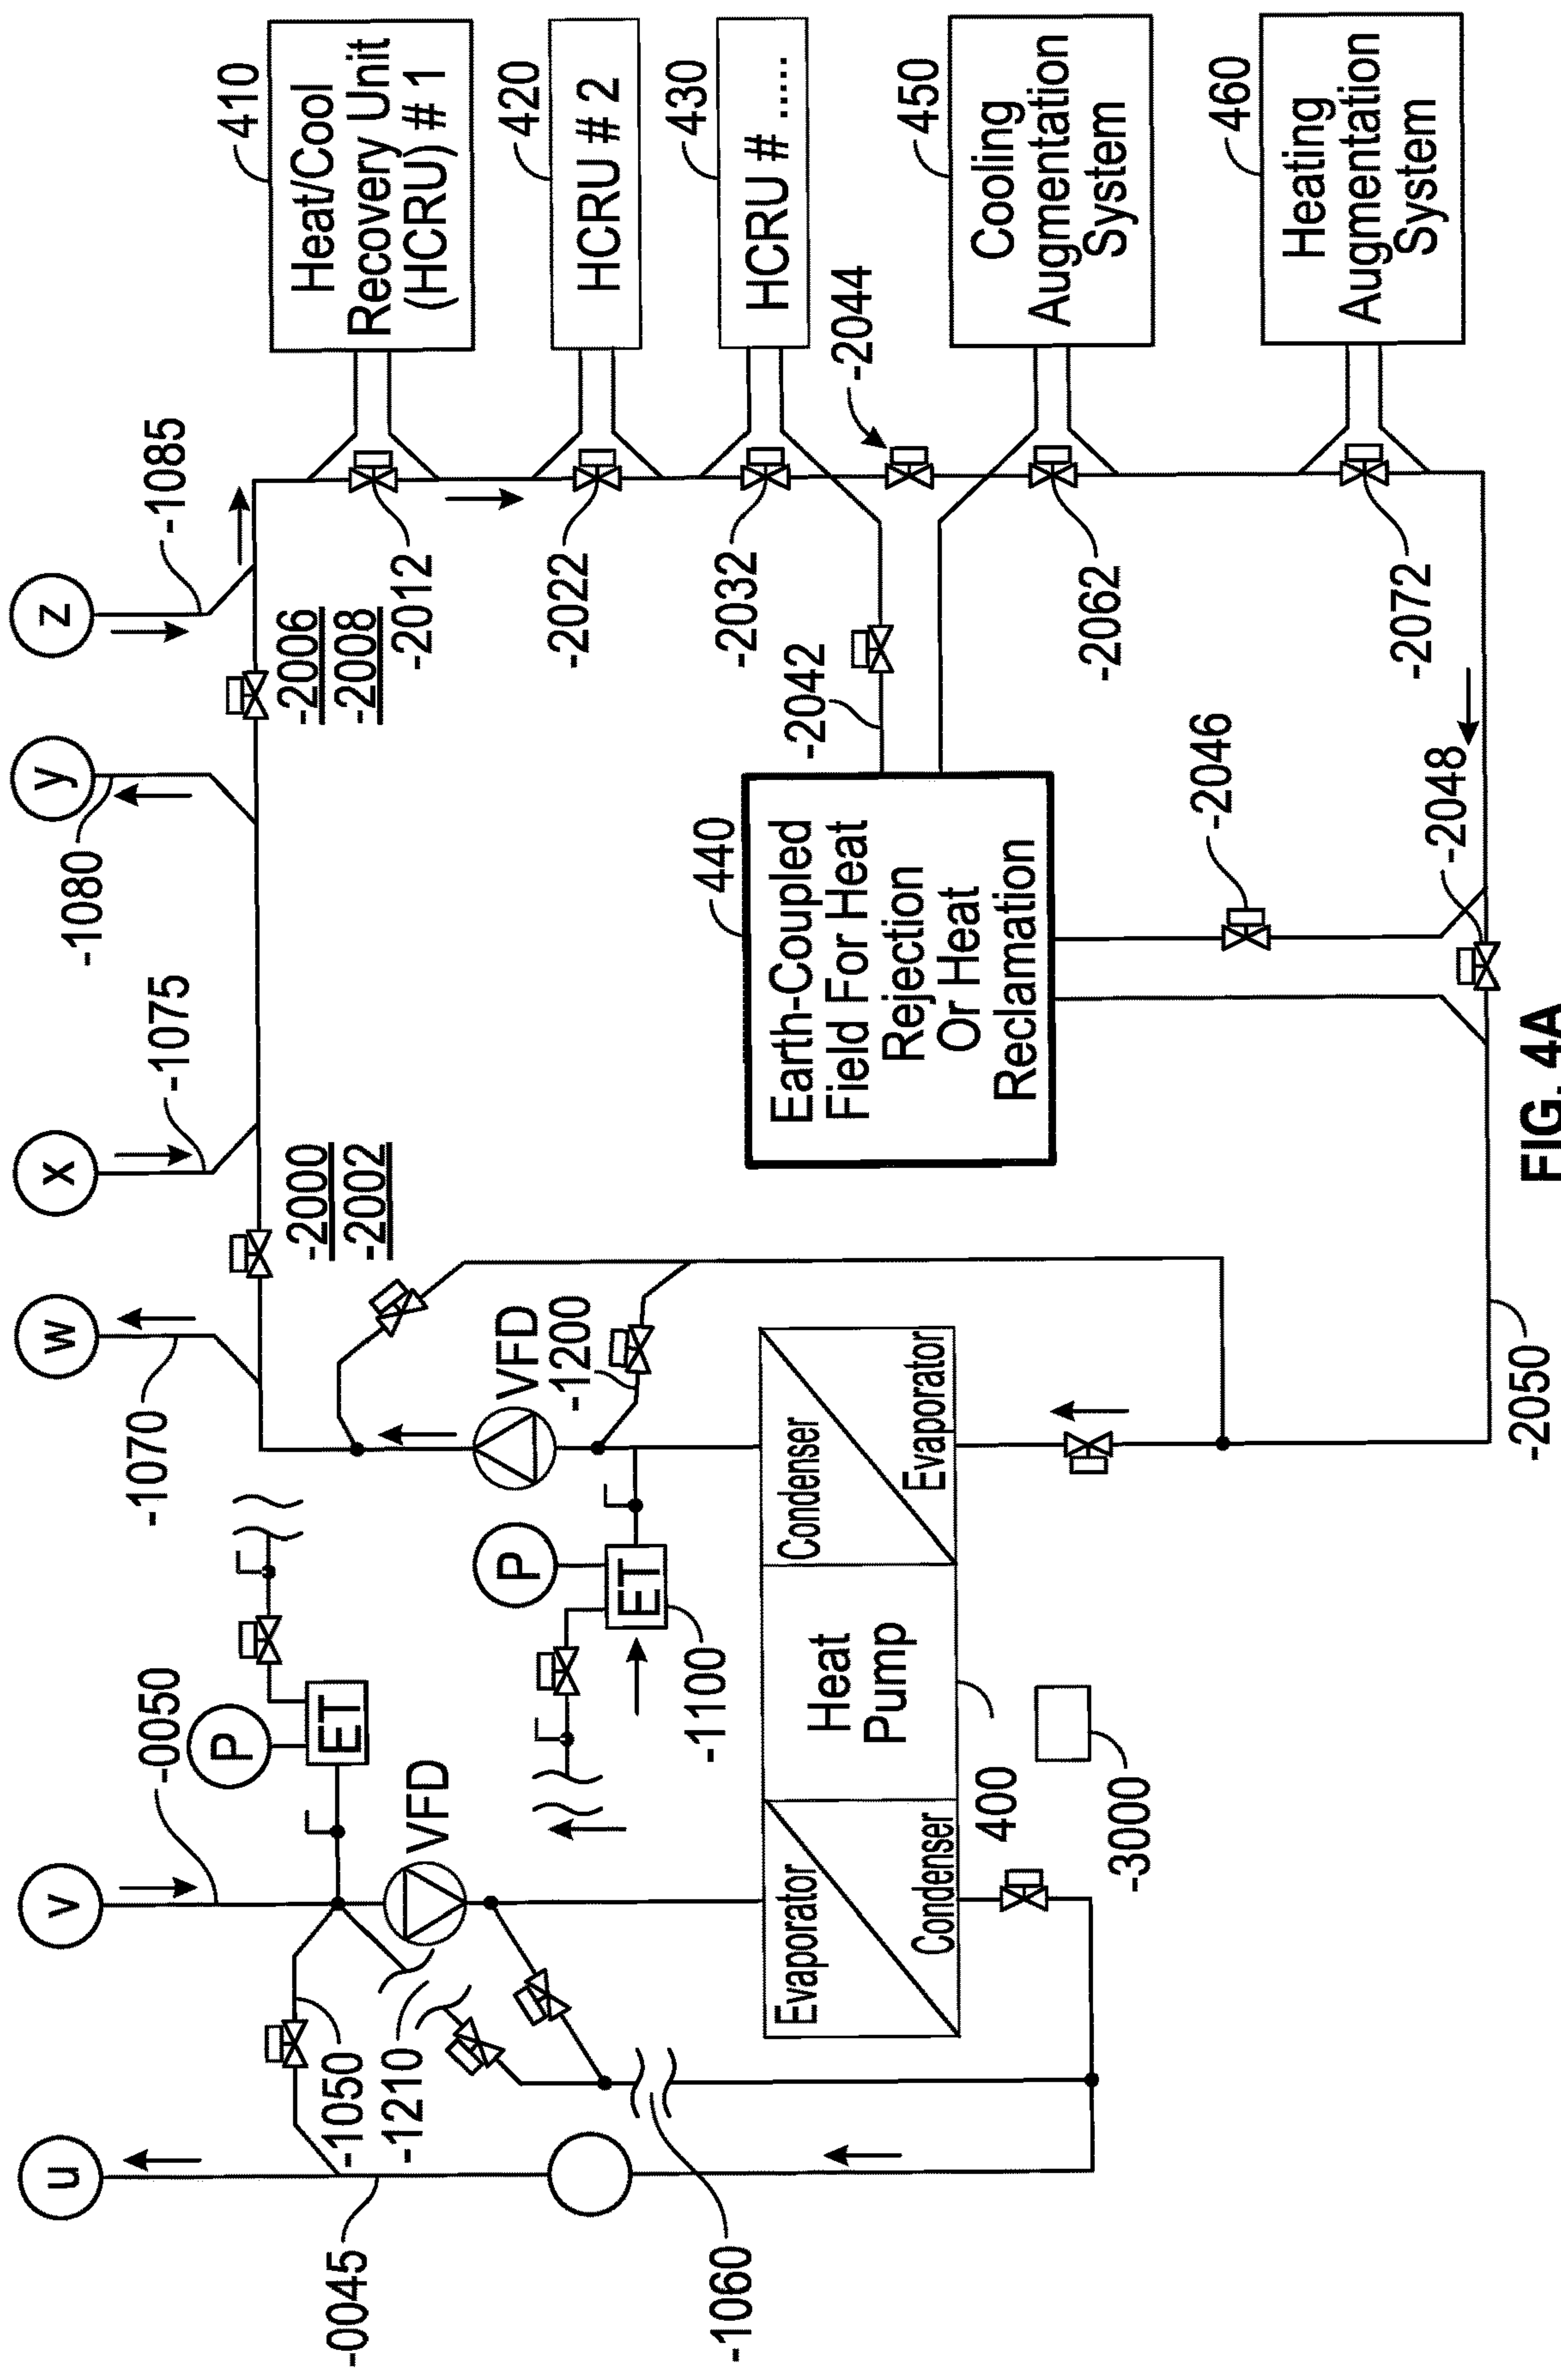 u
v
w
x
y
z
-0045
-1050
-1210
-0050
P
ET
VFD
-1060
-1070
-1075
-1080
-1085
-2000
-2002
-2006
-2008
P
ET
-1100
VFD
-1200
Evaporator
Condenser
Heat
Pump
Condenser
Evaporator
400
-3000
-2012
-2022
-2032
-2042
-2044
-2062
-2072
-2046
-2048
-2050
410
Heat/Cool
Recovery Unit
(HCRU) # 1
420
HCRU # 2
430
HCRU # .....
440
Earth-Coupled
Field For Heat
Rejection
Or Heat
Reclamation
450
Cooling
Augmentation
System
460
Heating
Augmentation
System
FIG. 4A